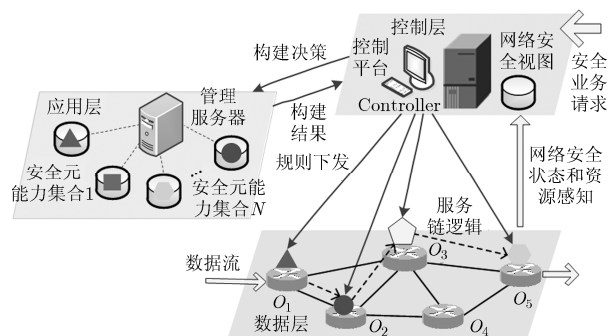 控制层
控制
平台
Controller
网络安
全视图
安全
业务
请求
构建决策
构建
结果
应用层
管理
服务器
安全元
能力集合1
...
安全元能
力集合N
规则下发
网络安全
状态和资
源感知
服务
链逻辑
数据流
O1
O2
O3
O4
O5
数据层